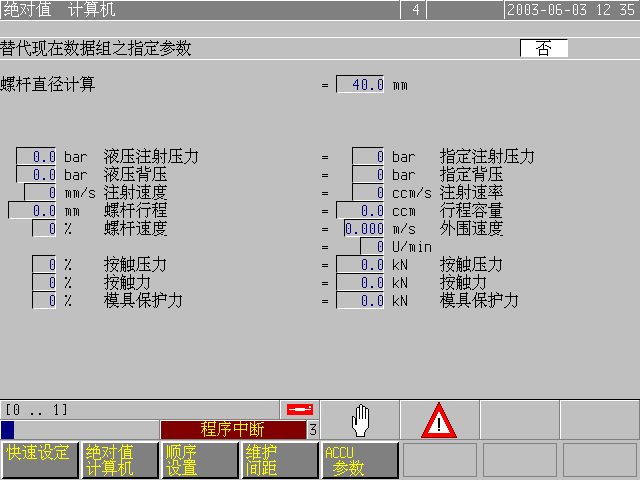 绝对值 计算机 4 2003-06-03 12 35
替代现在数据组之指定参数 否
螺杆直径计算 = 40.0 mm
0.0 bar 液压注射压力 = 0 bar 指定注射压力
0.0 bar 液压背压 = 0 bar 指定背压
0 mm/s 注射速度 = 0 ccm/s 注射速率
0.0 mm 螺杆行程 = 0.0 ccm 行程容量
0 % 螺杆速度 = 0.000 m/s 外围速度
= 0 U/min
0 % 按触压力 = 0.0 kN 按触压力
0 % 按触力 = 0.0 kN 按触力
0 % 模具保护力 = 0.0 kN 模具保护力
[0 .. 1]
程序中断 3
快速设定 绝对值 顺序 维护 ACCU
计算机 设置 间距 参数